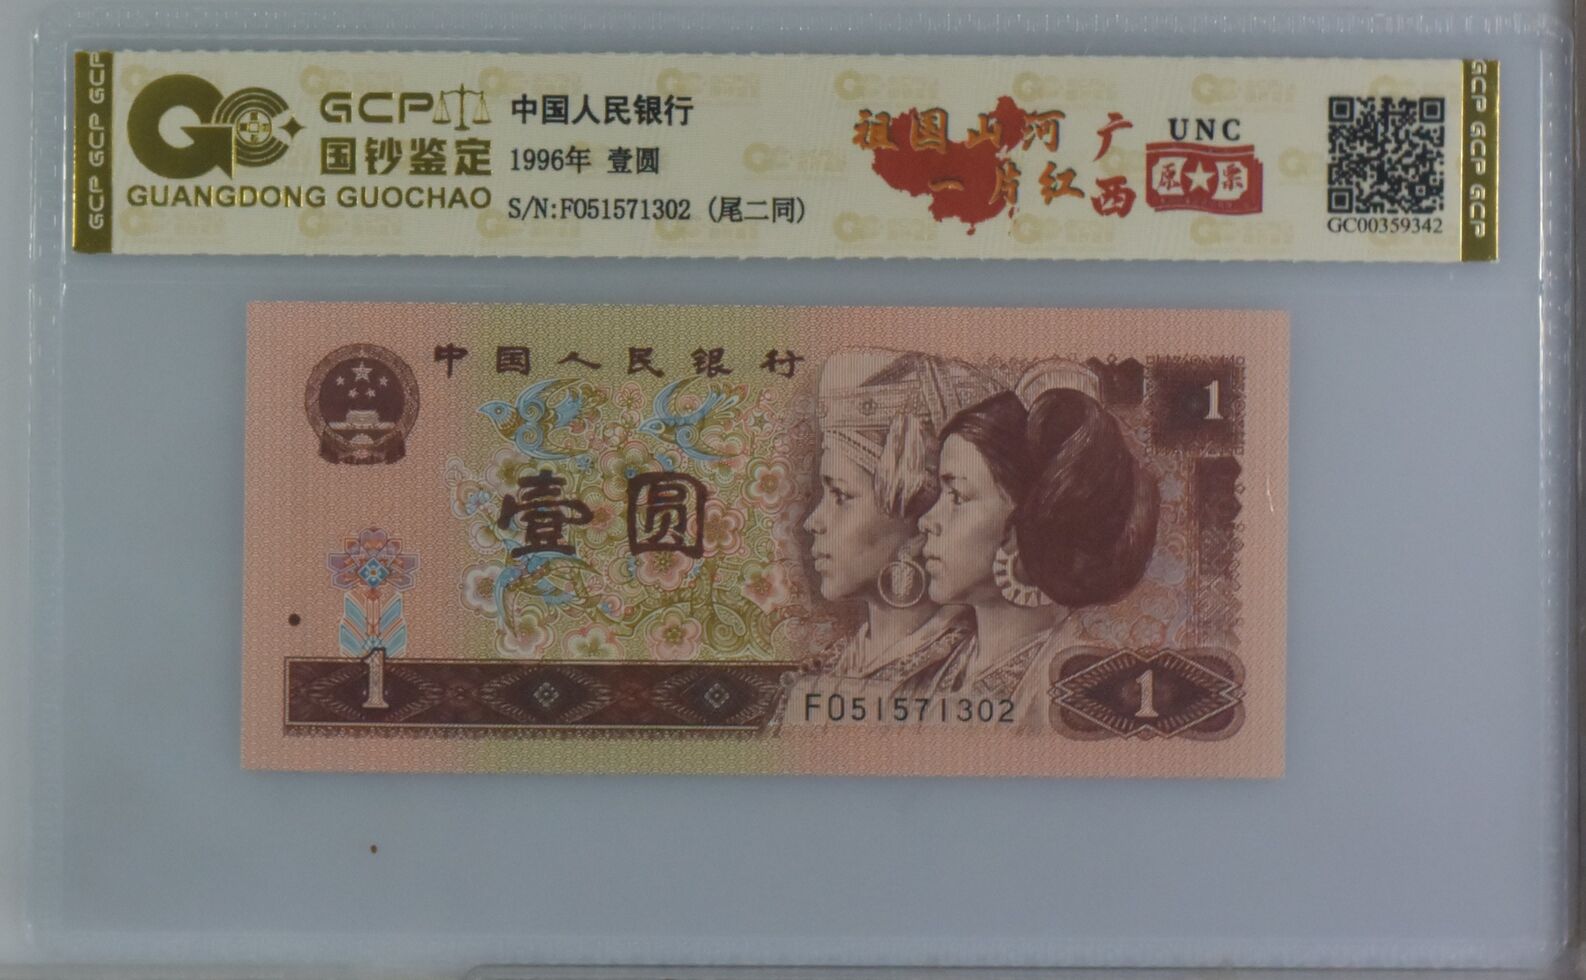 GCP GCP GCP
GCP
国钞鉴定
GUANGDONG GUOCHAO
中国人民银行
1996年 壹圆
S/N:F051571302 (尾二同)
祖国山河
一片红
广西
UNC
原★票
GC00359342
GCP GCP GCP
中国人民银行
1
壹圆
1
F051571302
1